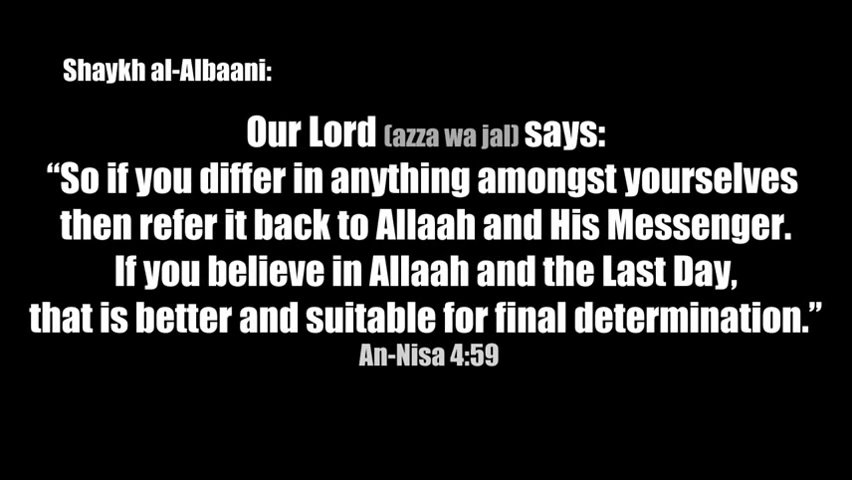 Shaykh al-Albaani:
Our Lord (azza wa jal) says:
“So if you differ in anything amongst yourselves
then refer it back to Allaah and His Messenger.
If you believe in Allaah and the Last Day,
that is better and suitable for final determination.”
An-Nisa 4:59